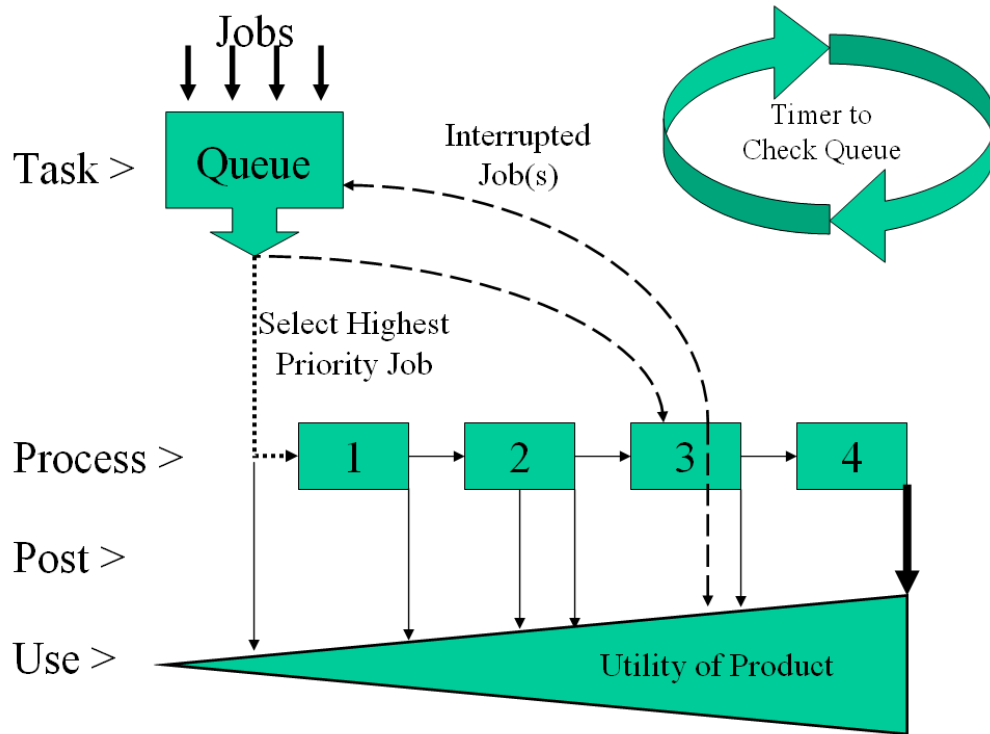 Jobs
Task >
Queue
Interrupted
Job(s)
Timer to
Check Queue
Select Highest
Priority Job
Process >
1
2
3
4
Post >
Use >
Utility of Product